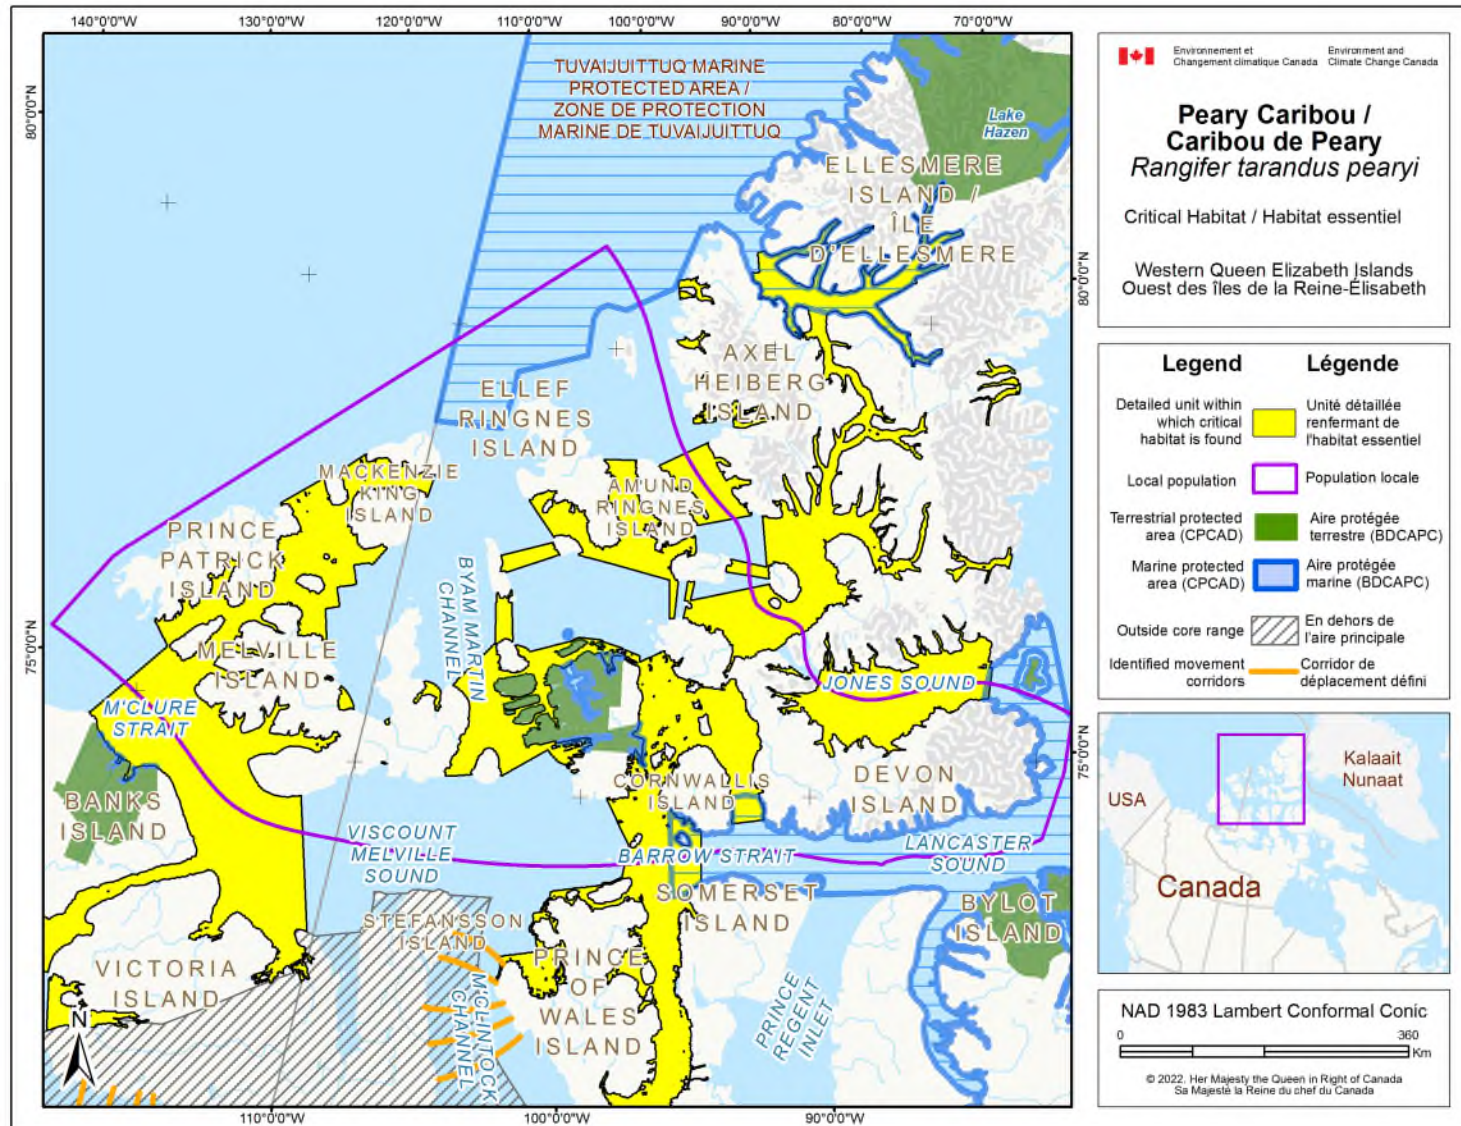 140°0'0"W
130°0'0"W
120°0'0"W
110°0'0"W
100°0'0"W
90°0'0"W
80°0'0"W
70°0'0"W
80°0'0"N
75°0'0"N
80°0'0"N
75°0'0"N
110°0'0"W
100°0'0"W
90°0'0"W
TUVAIJUITTUQ MARINE
PROTECTED AREA /
ZONE DE PROTECTION
MARINE DE TUVAIJUITTUQ
Lake
Hazen
ELLESMERE
ISLAND /
ÎLE
D'ELLESMERE
AXEL
HEIBERG
ISLAND
ELLEF
RINGNES
ISLAND
AMUND
RINGNES
ISLAND
MACKENZIE
KING
ISLAND
PRINCE
PATRICK
ISLAND
MELVILLE
ISLAND
BYAM MARTIN
CHANNEL
M'CLURE
STRAIT
JONES SOUND
BANKS
ISLAND
CORNWALLIS
ISLAND
DEVON
ISLAND
VISCOUNT
MELVILLE
SOUND
BARROW STRAIT
LANCASTER
SOUND
SOMERSET
ISLAND
BYLOT
ISLAND
STEFANSSON
ISLAND
VICTORIA
ISLAND
PRINCE
OF
WALES
ISLAND
M'CLINTOCK
CHANNEL
PRINCE
REGENT
INLET
N
Environnement et
Changement climatique Canada
Environment and
Climate Change Canada
Peary Caribou /
Caribou de Peary
Rangifer tarandus pearyi
Critical Habitat / Habitat essentiel
Western Queen Elizabeth Islands
Ouest des îles de la Reine-Élisabeth
Legend
Légende
Detailed unit within
which critical
habitat is found
Unité détaillée
renfermant de
l'habitat essentiel
Local population
Population locale
Terrestrial protected
area (CPCAD)
Aire protégée
terrestre (BDCAPC)
Marine protected
area (CPCAD)
Aire protégée
marine (BDCAPC)
Outside core range
En dehors de
l'aire principale
Identified movement
corridors
Corridor de
déplacement défini
USA
Kalaait
Nunaat
Canada
NAD 1983 Lambert Conformal Conic
0
360
Km
© 2022. Her Majesty the Queen in Right of Canada
Sa Majesté la Reine du chef du Canada